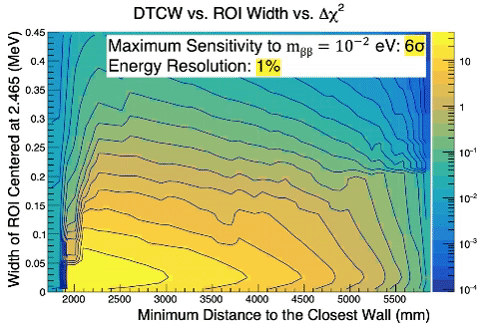 DTCW vs. ROI Width vs. Δχ²
Maximum Sensitivity to mββ = 10⁻² eV: 6σ
Energy Resolution: 1%
Width of ROI Centered at 2.465 (MeV)
0.45
0.4
0.35
0.3
0.25
0.2
0.15
0.1
0.05
0
2000 2500 3000 3500 4000 4500 5000 5500
Minimum Distance to the Closest Wall (mm)
10
1
10⁻¹
10⁻²
10⁻³
10⁻⁴